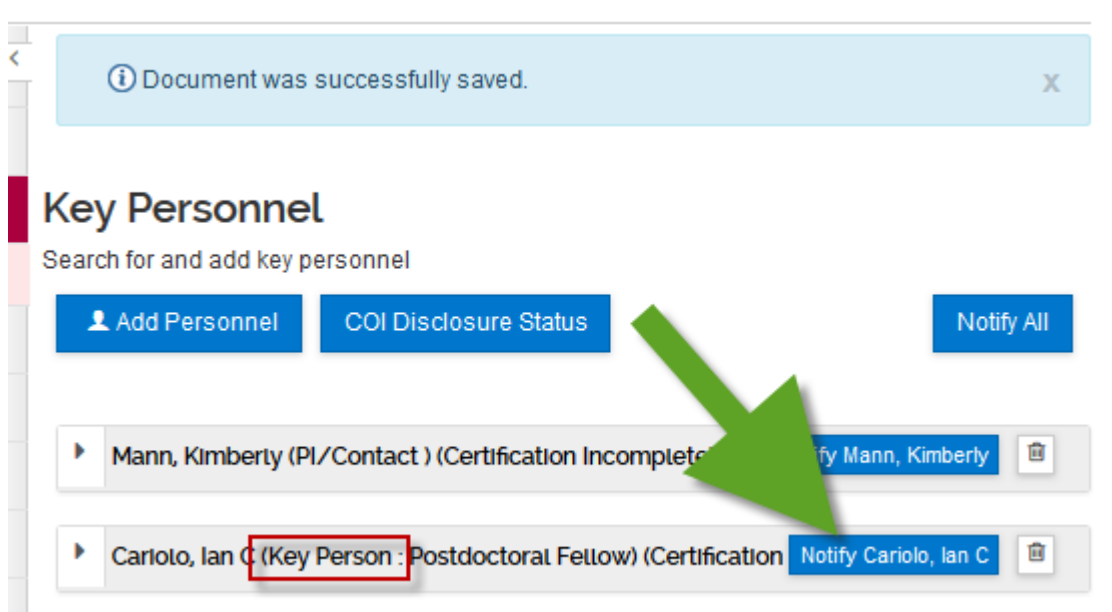 Document was successfully saved.
x
Key Personnel
Search for and add key personnel
Add Personnel
COI Disclosure Status
Notify All
Mann, Kimberly (PI/Contact ) (Certification Incomplete
Mann, Kimberly
Cariolo, Ian C (Key Person : Postdoctoral Fellow) (Certification
Notify Cariolo, Ian C